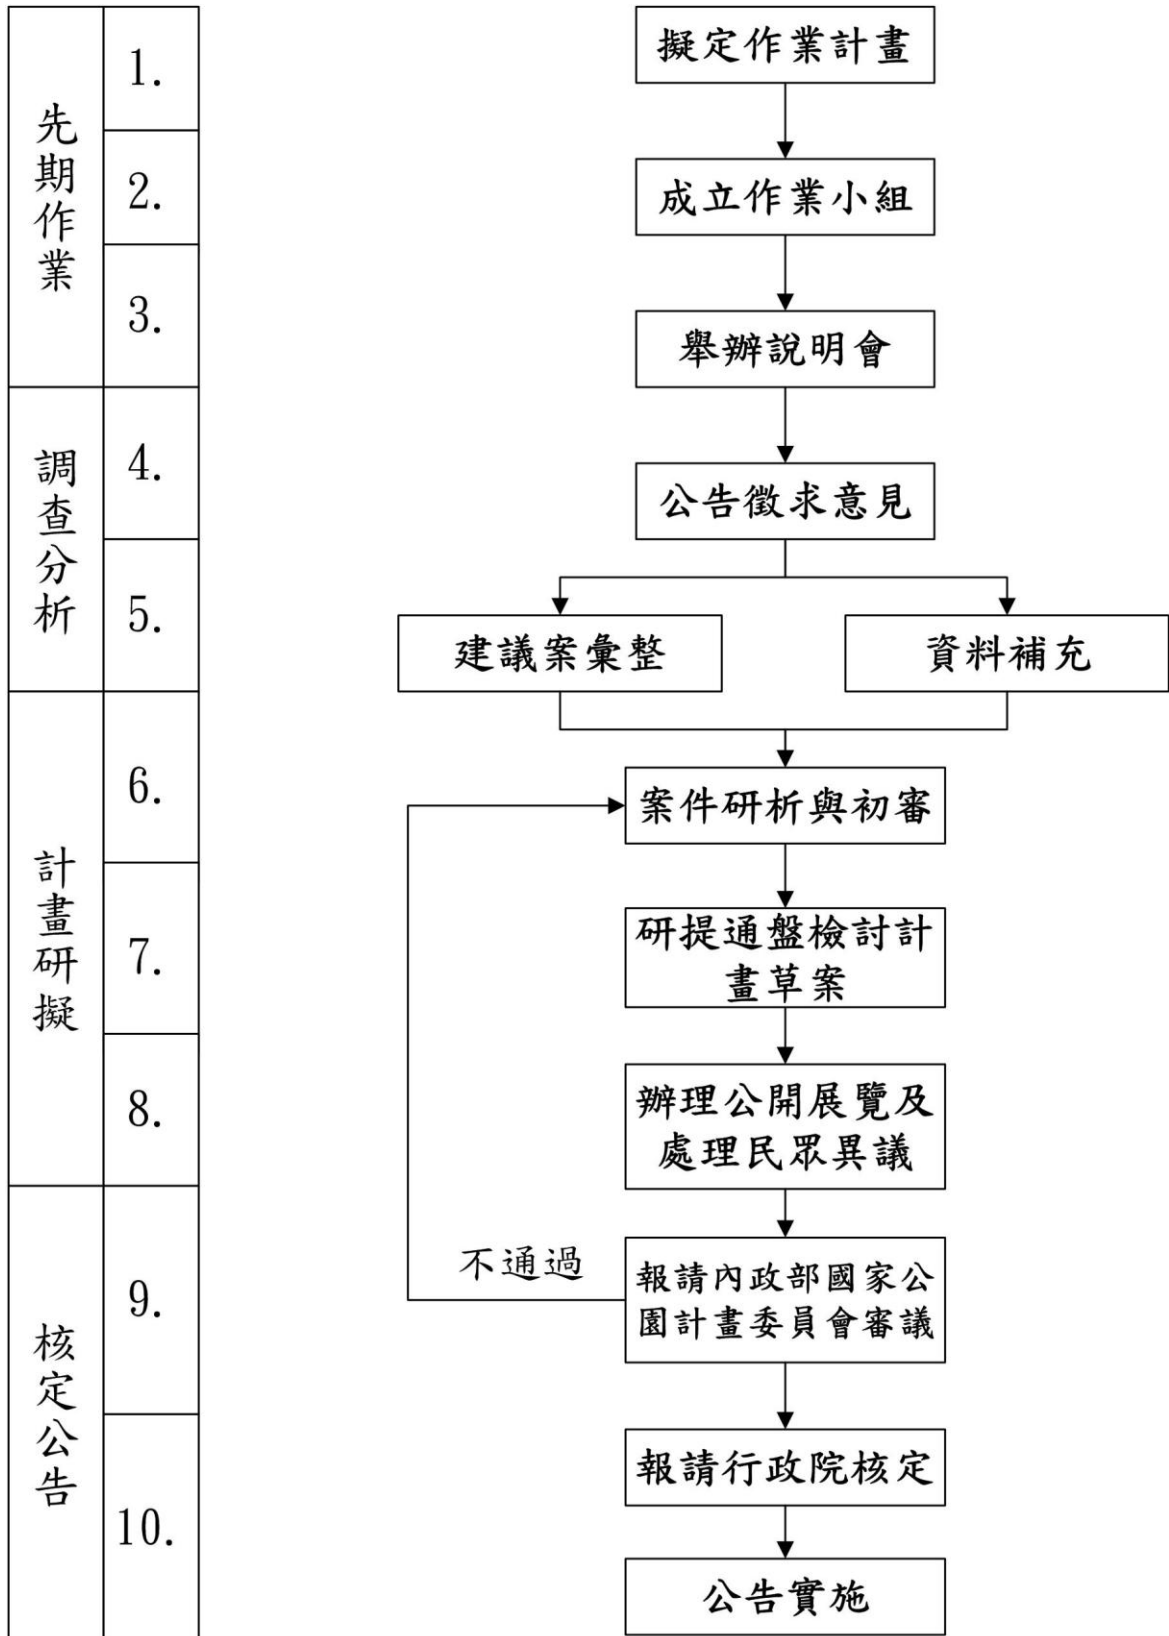 先期作業
1.
2.
3.
調查分析
4.
5.
計畫研擬
6.
7.
8.
核定公告
9.
10.
擬定作業計畫
成立作業小組
舉辦說明會
公告徵求意見
建議案彙整
資料補充
案件研析與初審
研提通盤檢討計
畫草案
辦理公開展覽及
處理民眾異議
不通過
報請內政部國家公
園計畫委員會審議
報請行政院核定
公告實施